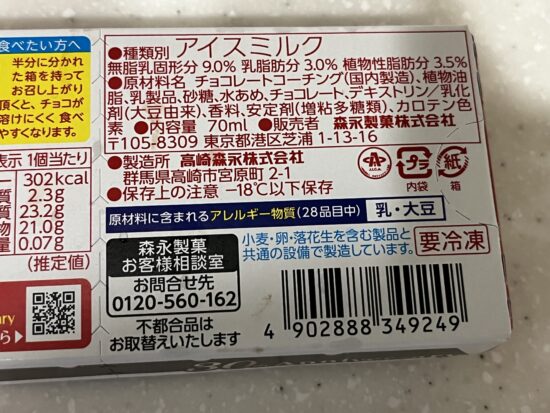 食べたい方へ
半分に分かれ
た箱を持って
お召し上がり
頂くと、チョコが
溶けにくく食べ
やすくなります。
●種類別 アイスミルク
無脂乳固形分 9.0% 乳脂肪分 3.0% 植物性脂肪分 3.5%
●原材料名 チョコレートコーチング(国内製造)、植物油
脂、乳製品、砂糖、水あめ、チョコレート、デキストリン/乳化
剤(大豆由来)、香料、安定剤(増粘多糖類)、カロテン色
素 ●内容量 70ml ●販売者 森永製菓株式会社
〒105-8309 東京都港区芝浦 1-13-16
●製造所 高崎森永株式会社
群馬県高崎市宮原町 2-1
●保存上の注意 −18℃以下保存
プラ
内袋
紙
箱
表示 1個当たり
302kcal
質 2.3g
質 23.2g
物 21.0g
量 0.07g
(推定値)
原材料に含まれるアレルギー物質(28品目中) 乳・大豆
森永製菓
お客様相談室
お問合せ先
0120-560-162
不都合品は
お取替えいたします
小麦・卵・落花生を含む製品と
共通の設備で製造しています。
要冷凍
4 902888 349249